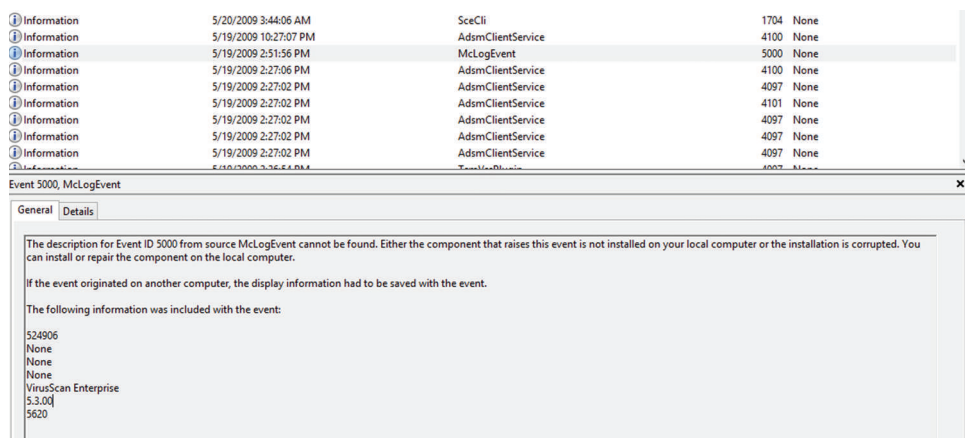 Information 5/20/2009 3:44:06 AM SceCli 1704 None
Information 5/19/2009 10:27:07 PM AdsmClientService 4100 None
Information 5/19/2009 2:51:56 PM McLogEvent 5000 None
Information 5/19/2009 2:27:06 PM AdsmClientService 4100 None
Information 5/19/2009 2:27:02 PM AdsmClientService 4097 None
Information 5/19/2009 2:27:02 PM AdsmClientService 4101 None
Information 5/19/2009 2:27:02 PM AdsmClientService 4097 None
Information 5/19/2009 2:27:02 PM AdsmClientService 4097 None
Information 5/19/2009 2:27:02 PM AdsmClientService 4097 None
Event 5000, McLogEvent
General Details
The description for Event ID 5000 from source McLogEvent cannot be found. Either the component that raises this event is not installed on your local computer or the installation is corrupted. You
can install or repair the component on the local computer.
If the event originated on another computer, the display information had to be saved with the event.
The following information was included with the event:
524906
None
None
None
VirusScan Enterprise
5.3.00
5620